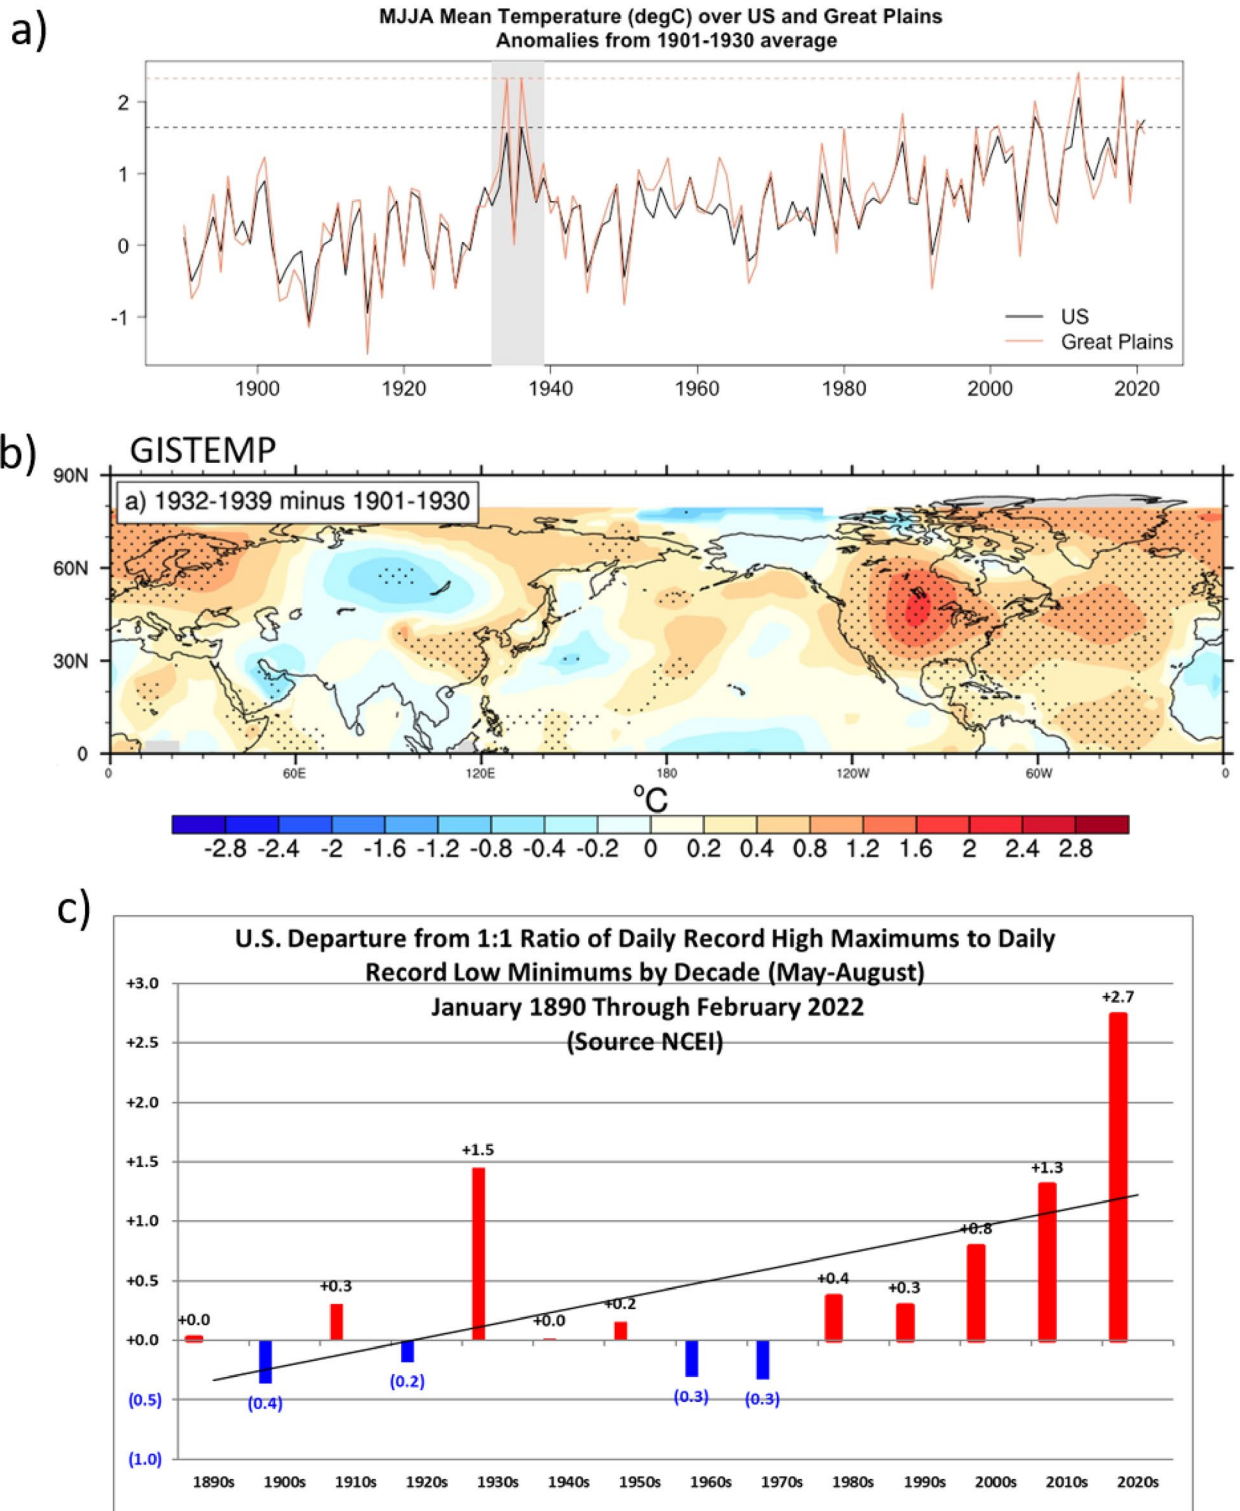 a)
MJJA Mean Temperature (degC) over US and Great Plains
Anomalies from 1901-1930 average
2
1
0
-1
US
Great Plains
1900 1920 1940 1960 1980 2000 2020
b)
GISTEMP
a) 1932-1939 minus 1901-1930
90N
60N
30N
0
0 60E 120E 180 120W 60W 0
°C
-2.8 -2.4 -2 -1.6 -1.2 -0.8 -0.4 -0.2 0 0.2 0.4 0.8 1.2 1.6 2 2.4 2.8
c)
U.S. Departure from 1:1 Ratio of Daily Record High Maximums to Daily
Record Low Minimums by Decade (May-August)
January 1890 Through February 2022
(Source NCEI)
+3.0
+2.5
+2.0
+1.5
+1.0
+0.5
+0.0
(0.5)
(1.0)
+0.0
(0.4)
+0.3
(0.2)
+1.5
+0.0
+0.2
(0.3)
(0.3)
+0.4
+0.3
+0.8
+1.3
+2.7
1890s 1900s 1910s 1920s 1930s 1940s 1950s 1960s 1970s 1980s 1990s 2000s 2010s 2020s